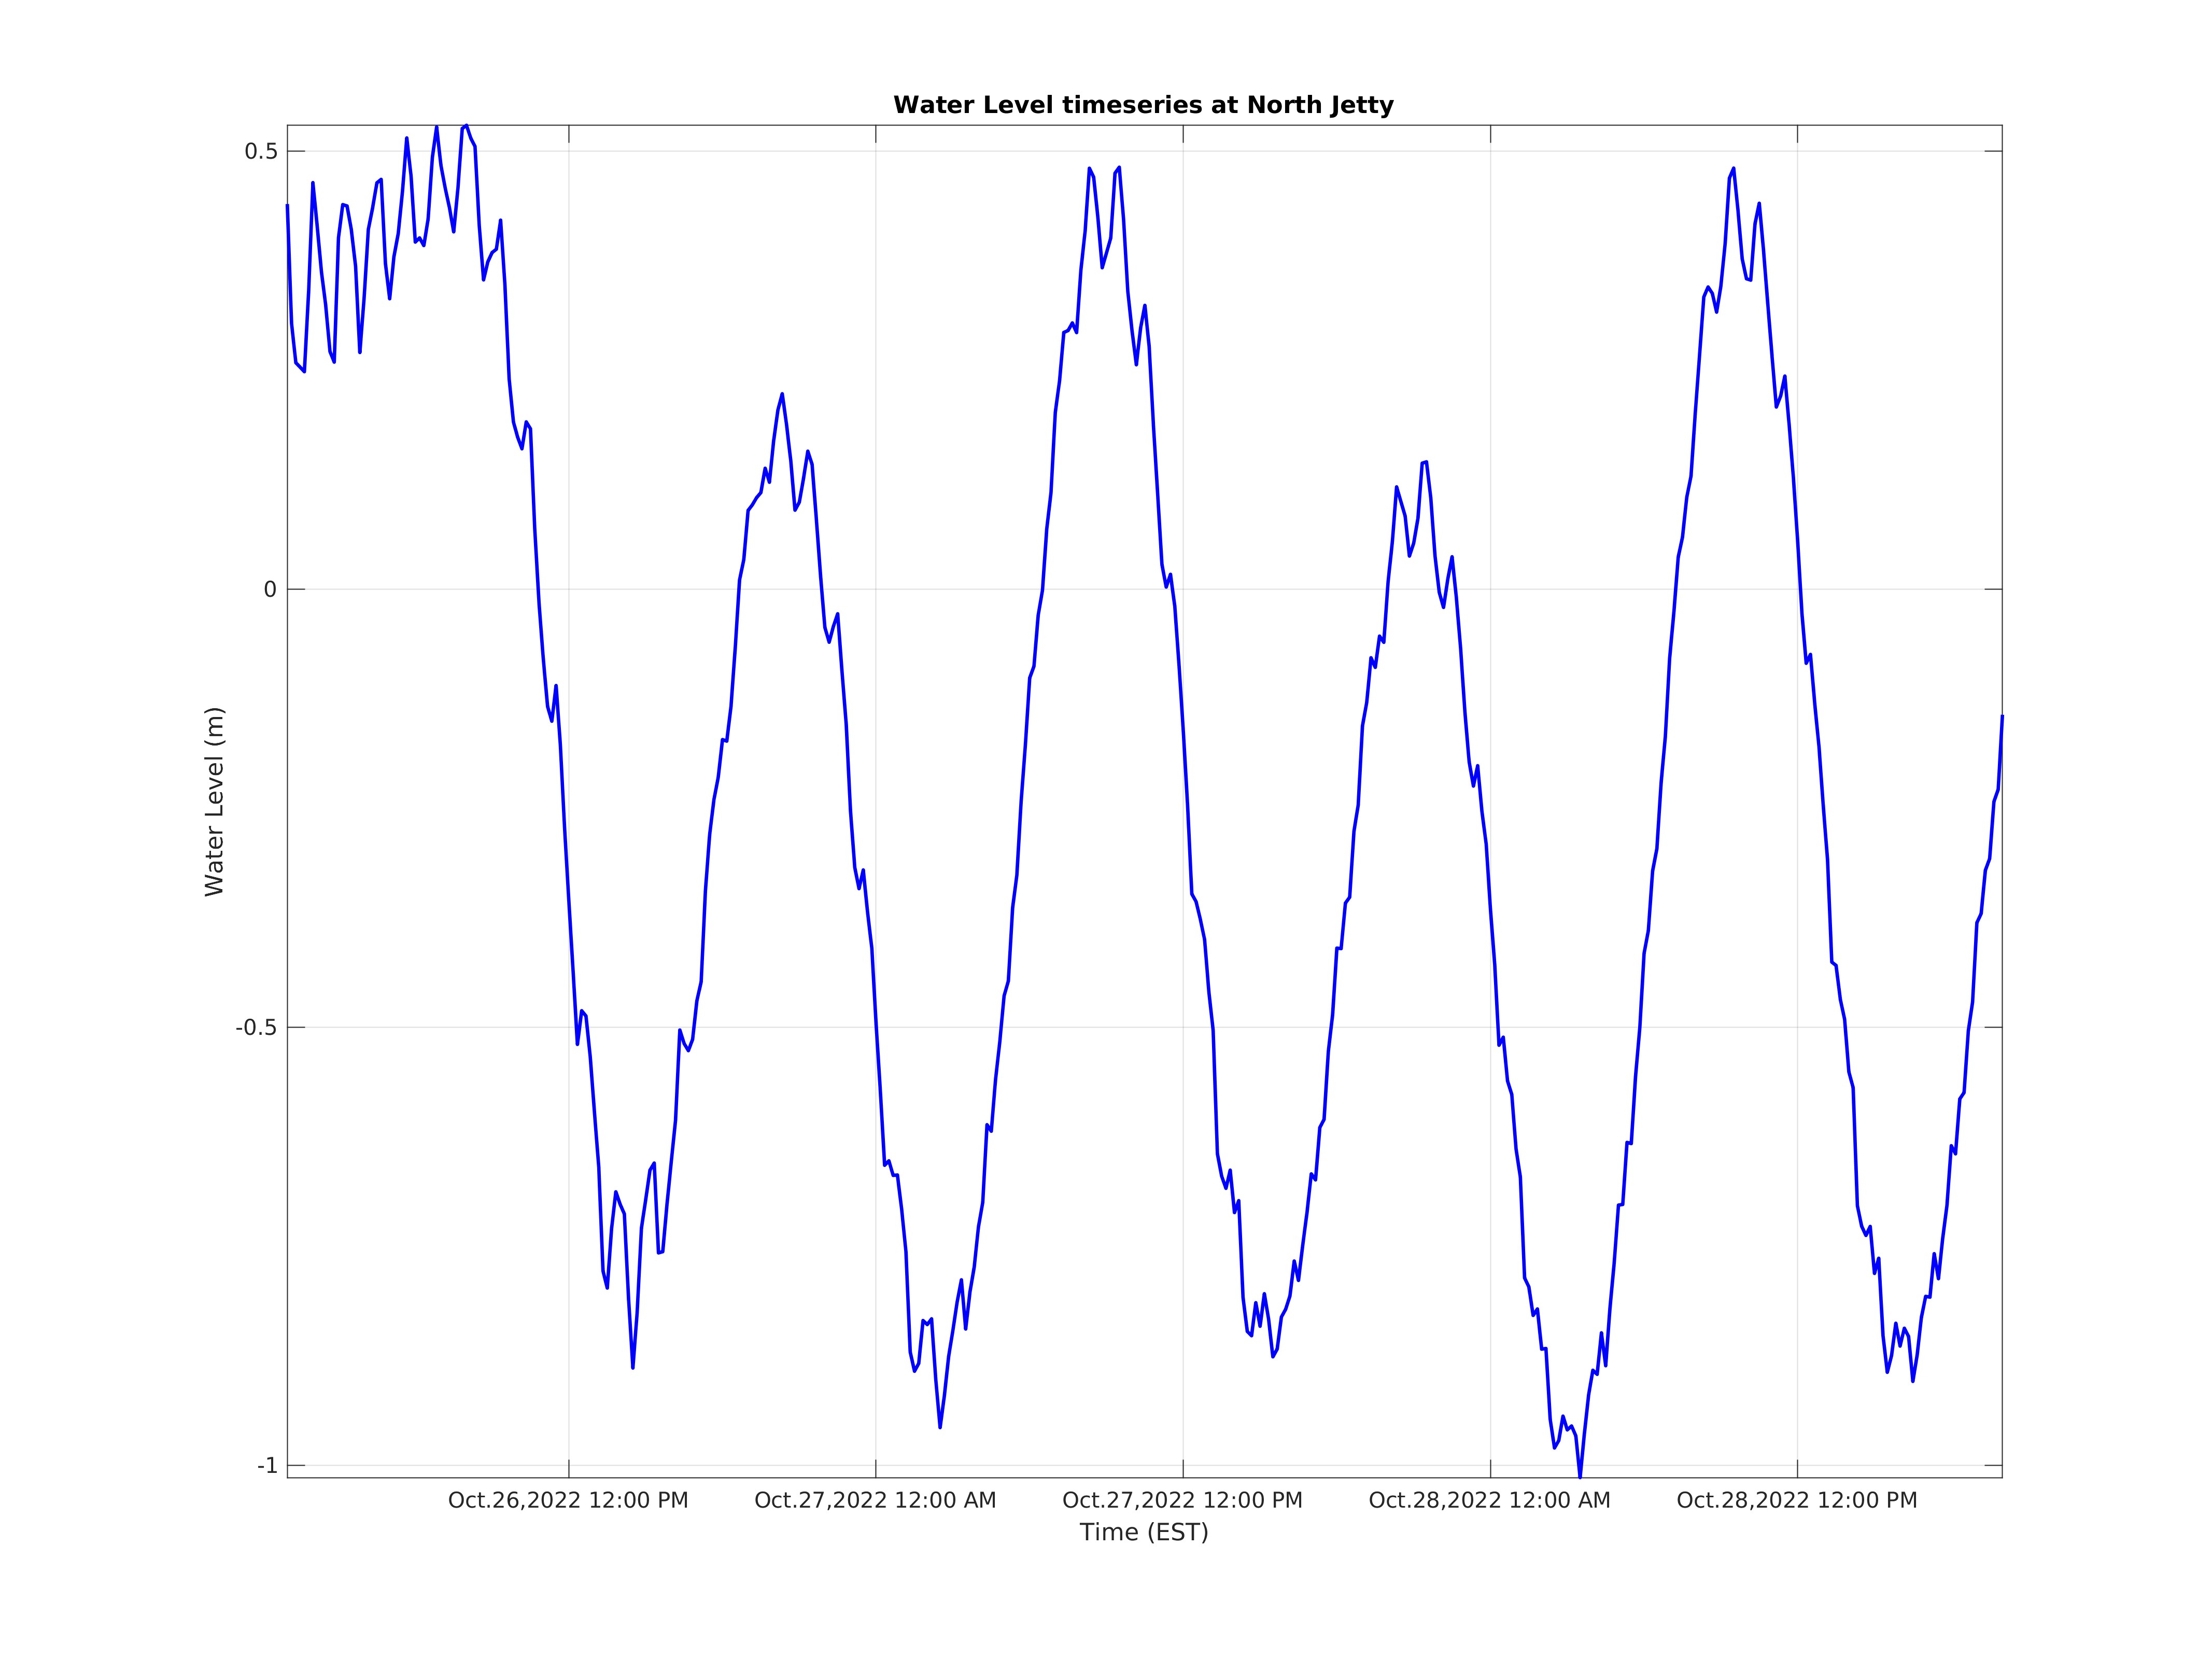 Water Level timeseries at North Jetty
0.5
0
-0.5
-1
Water Level (m)
Oct.26,2022 12:00 PM
Oct.27,2022 12:00 AM
Oct.27,2022 12:00 PM
Oct.28,2022 12:00 AM
Oct.28,2022 12:00 PM
Time (EST)